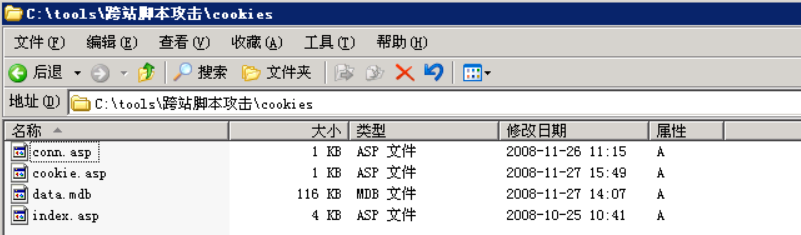 C:\tools\跨站脚本攻击\cookies
文件(F) 编辑(E) 查看(V) 收藏(A) 工具(T) 帮助(H)
后退 搜索 文件夹
地址(D) C:\tools\跨站脚本攻击\cookies
名称 大小 类型 修改日期 属性
conn.asp 1 KB ASP 文件 2008-11-26 11:15 A
cookie.asp 1 KB ASP 文件 2008-11-27 15:49 A
data.mdb 116 KB MDB 文件 2008-11-27 14:07 A
index.asp 4 KB ASP 文件 2008-10-25 10:41 A